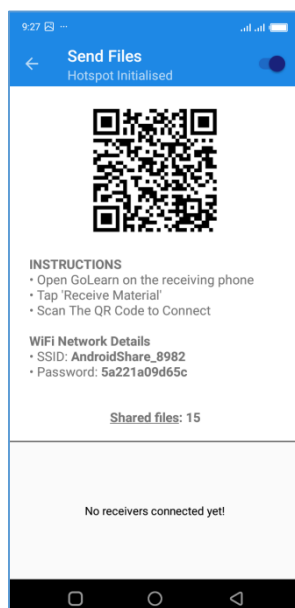 9:27
Send Files
Hotspot Initialised
INSTRUCTIONS
• Open GoLearn on the receiving phone
• Tap 'Receive Material'
• Scan The QR Code to Connect
WiFi Network Details
• SSID: AndroidShare_8982
• Password: 5a221a09d65c
Shared files: 15
No receivers connected yet!